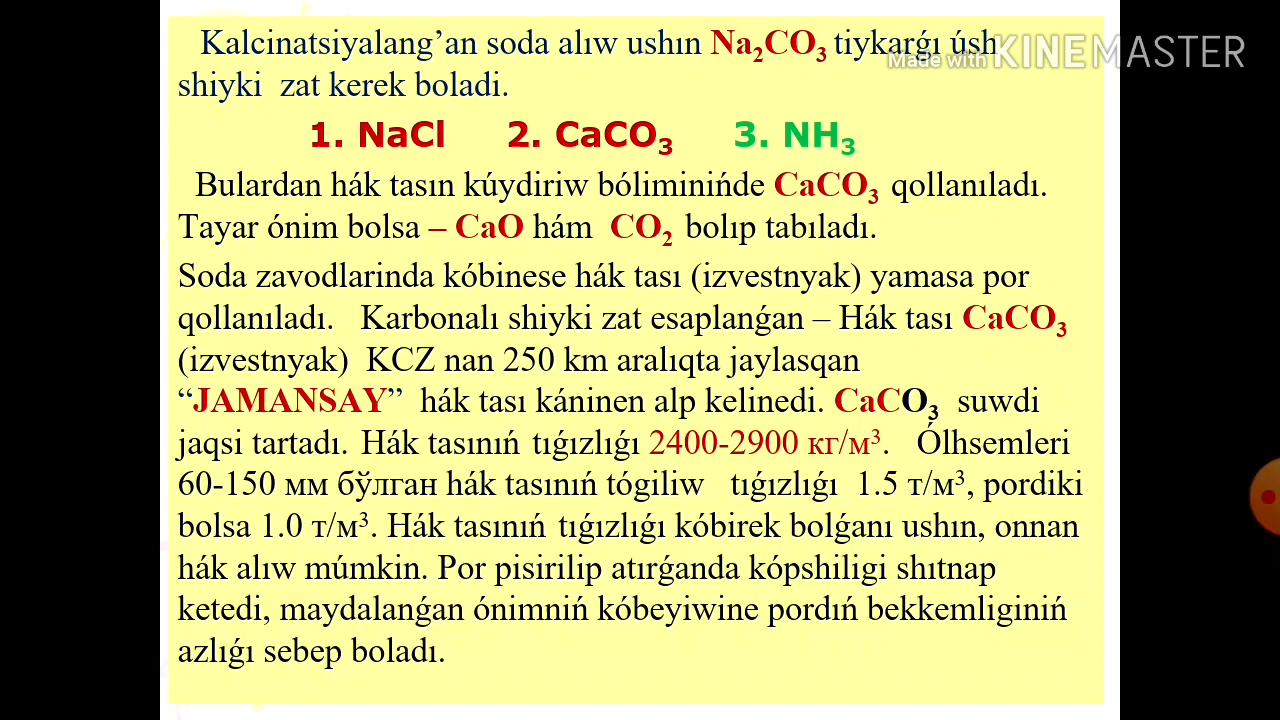 Kalcinatsiyalang’an soda alıw ushın Na₂CO₃ tiykarǵı úsh
Made with KINEMASTER
shiyki zat kerek boladi.
1. NaCl 2. CaCO₃ 3. NH₃
Bulardan hák tasın kúydiriw bóliminińde CaCO₃ qollanıladı.
Tayar ónim bolsa – CaO hám CO₂ bolıp tabıladı.
Soda zavodlarinda kóbinese hák tası (izvestnyak) yamasa por
qollanıladı. Karbonalı shiyki zat esaplanǵan – Hák tası CaCO₃
(izvestnyak) KCZ nan 250 km aralıqta jaylasqan
“JAMANSAY” hák tası káninen alp kelinedi. CaCO₃ suwdi
jaqsi tartadı. Hák tasınıń tıǵızlıǵı 2400-2900 кг/м³. Ólhsemleri
60-150 мм бўлган hák tasınıń tógiliw tıǵızlıǵı 1.5 т/м³, pordiki
bolsa 1.0 т/м³. Hák tasınıń tıǵızlıǵı kóbirek bolǵanı ushın, onnan
hák alıw múmkin. Por pisirilip atırǵanda kópshiligi shıtnap
ketedi, maydalanǵan ónimniń kóbeyiwine pordıń bekkemliginiń
azlıǵı sebep boladı.